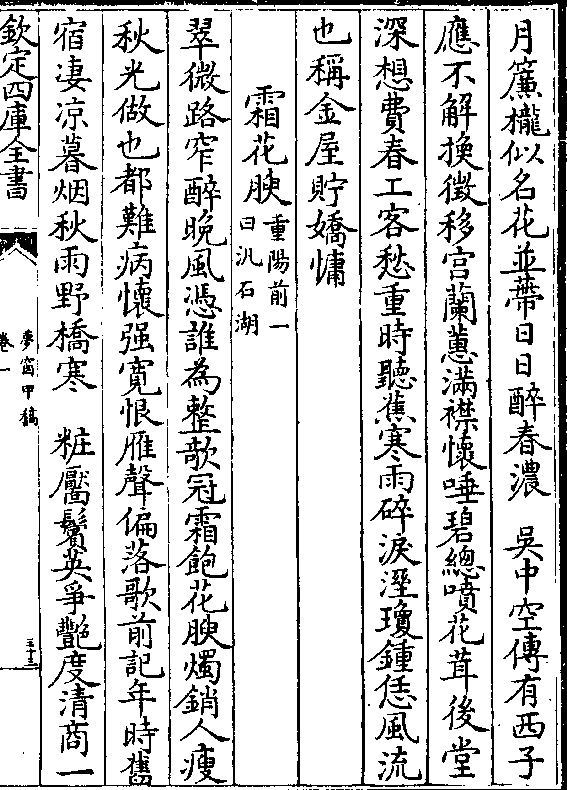 月簾櫳似名花並蔕日日醉春濃　吳中空傳有西子
應不解換徵移宮蘭蕙滿襟懷唾碧總噴花茸後堂
深想費春工客愁重時聽蕉寒雨碎淚溼瓊鍾恁風流
也稱金屋貯嬌慵
霜花腴重陽前一
日汎石湖
翠微路窄醉晚風憑誰為整欹冠霜飽花腴燭銷人瘦
秋光做也都難病懷强寬恨雁聲偏落歌前記年時舊
宿凄凉暮烟秋雨野橋寒　粧靨鬢英爭艷度清商一
欽定四庫全書
夢窗甲稿
卷一
三十三